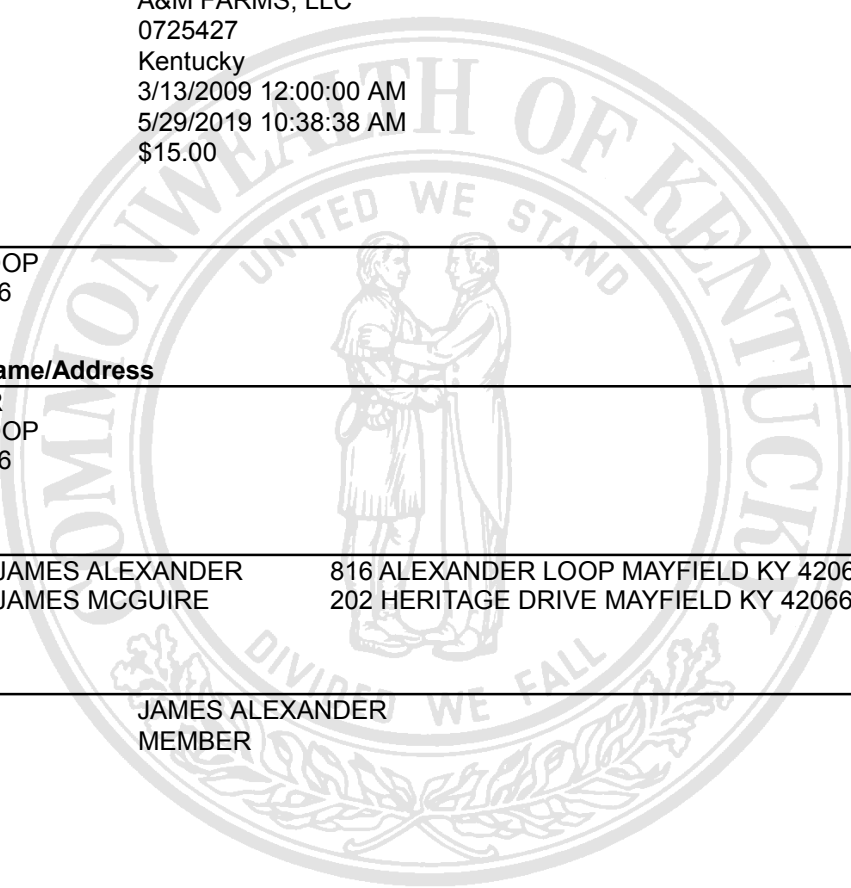 A&M FARMS, LLC
0725427
Kentucky
3/13/2009 12:00:00 AM
5/29/2019 10:38:38 AM
$15.00
COMMONWEALTH OF KENTUCKY
UNITED WE STAND
OOP
6
ame/Address
R
OOP
6
JAMES ALEXANDER 816 ALEXANDER LOOP MAYFIELD KY 4206
JAMES MCGUIRE 202 HERITAGE DRIVE MAYFIELD KY 42066
DIVIDED WE FALL
JAMES ALEXANDER
MEMBER